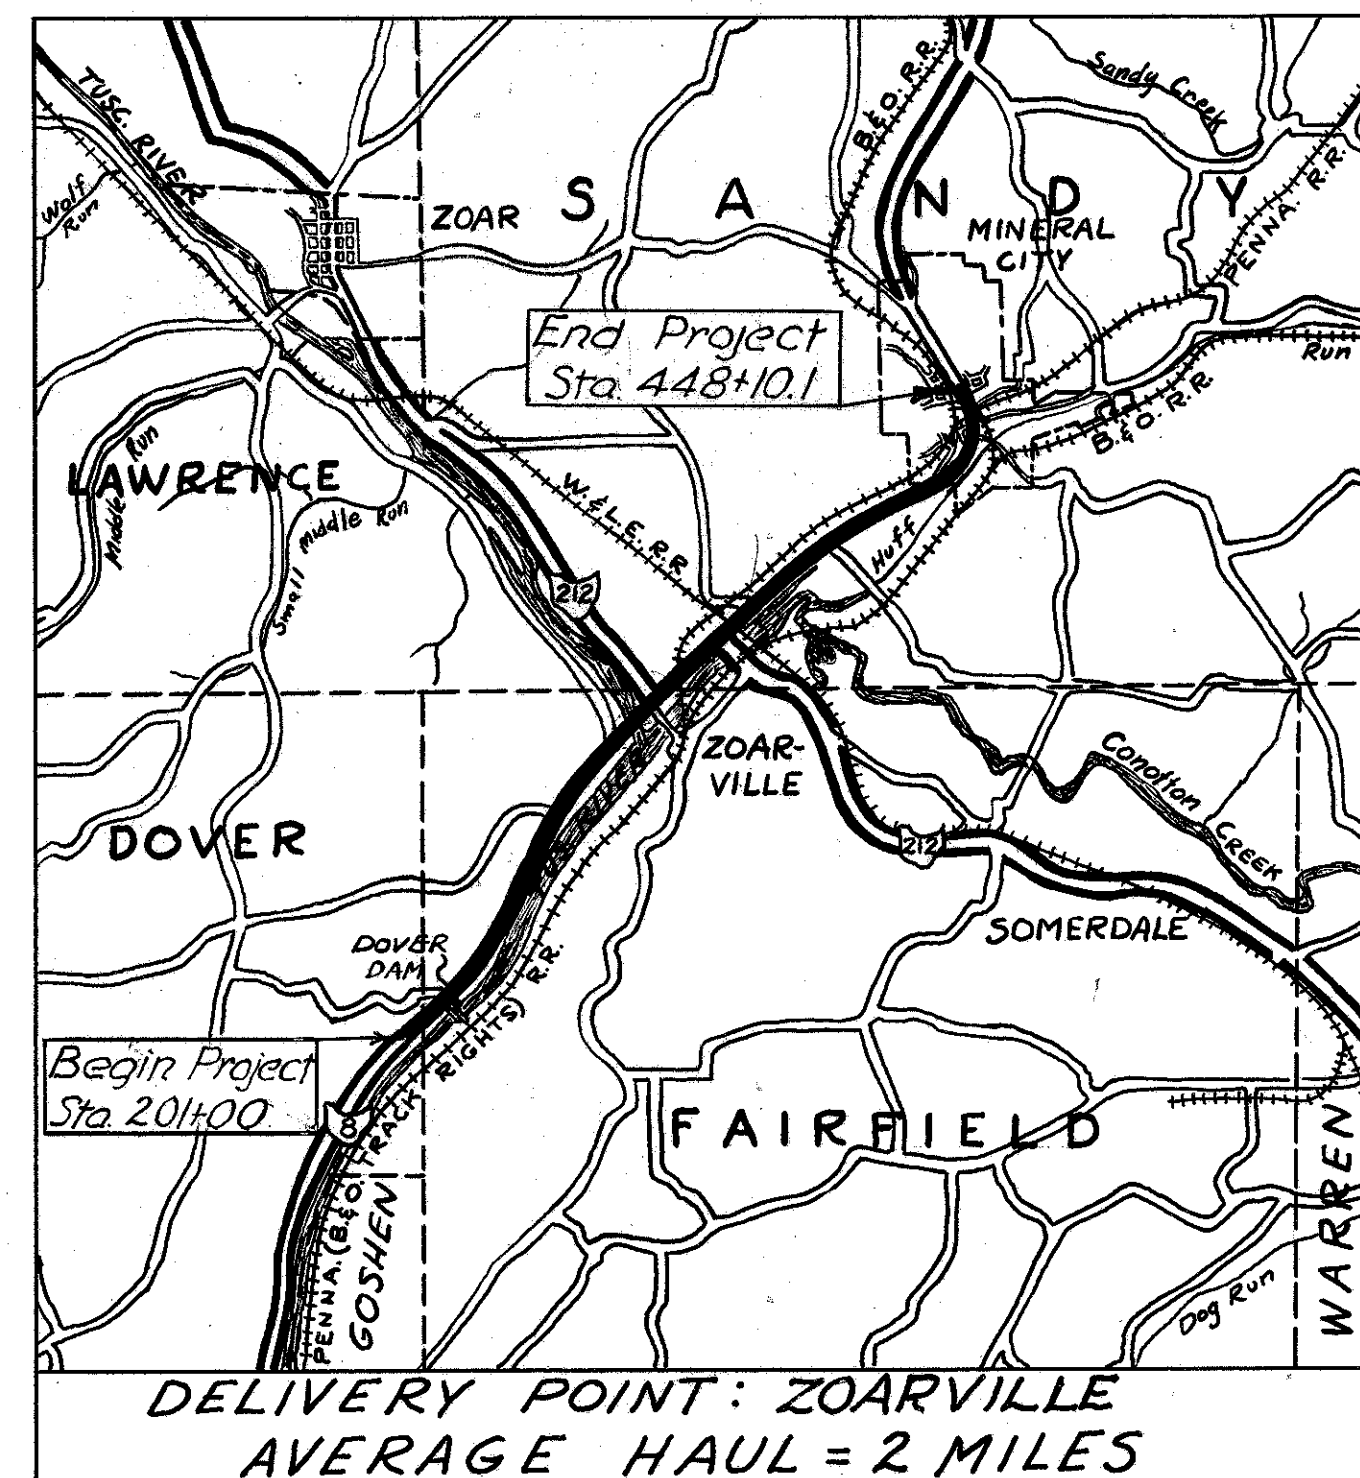 TUSC. RIVER
B. & O. R.R.
Sandy Creek
Wolf
Run
ZOAR
S A N D Y
MINERAL
CITY
PENNA. R.R.
End Project
Sta. 448+10.1
Run
B. & O. R.R.
Middle Run
LAWRENCE
W. & L.E. R.R
Small Middle Run
Huff
212
ZOAR-
VILLE
Conotton
CREEK
TUS. RIVER
DOVER
212
SOMERDALE
DOVER
DAM
Begin Project
Sta. 201+00
8
PENNA. (B.&O. TRACK RIGHTS) R.R.
GOSHEN
FAIRFIELD
WARREN
Dog Run
DELIVERY POINT: ZOARVILLE
AVERAGE HAUL = 2 MILES